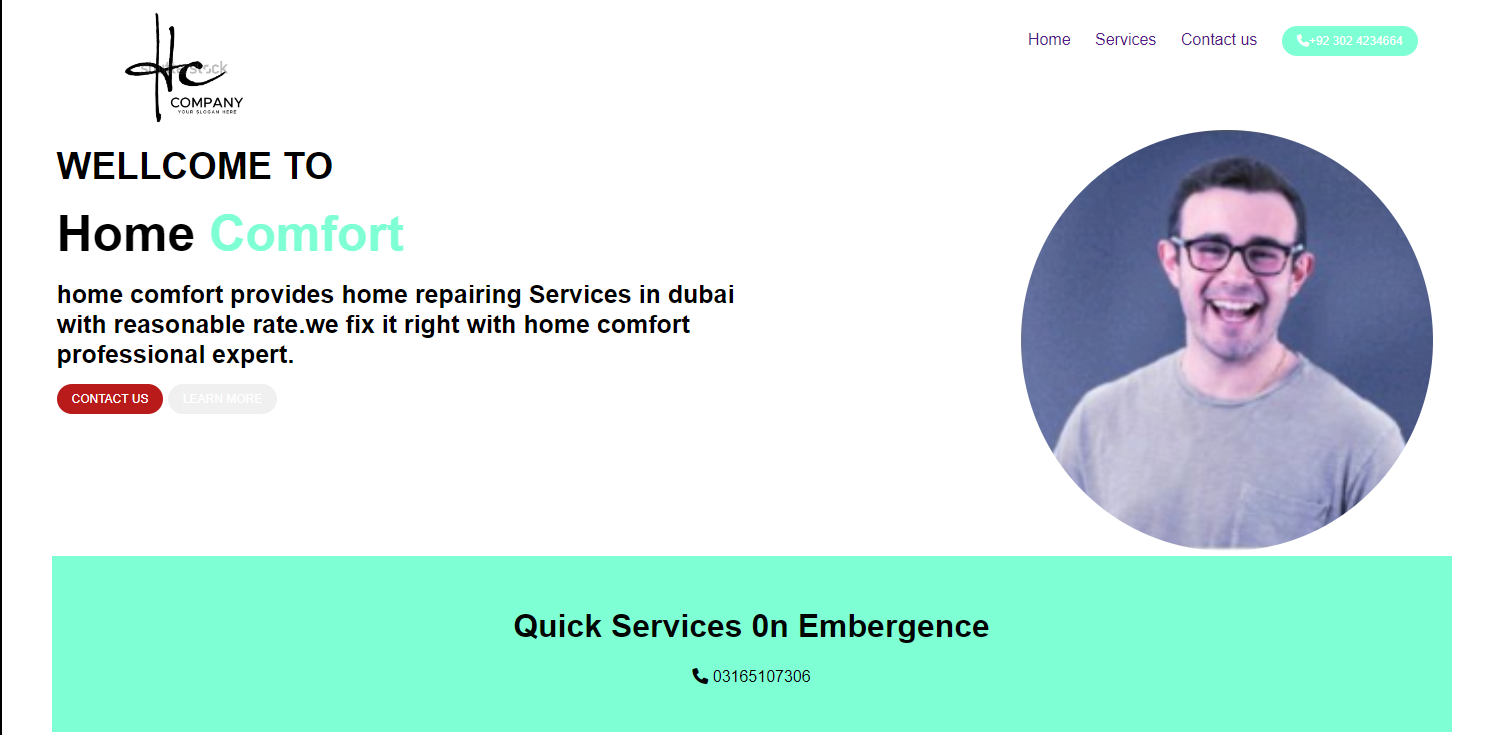 Home Services Contact us +92 302 4234664
shutterstock
COMPANY
YOUR SLOGAN HERE
WELLCOME TO
Home Comfort
home comfort provides home repairing Services in dubai
with reasonable rate.we fix it right with home comfort
professional expert.
CONTACT US LEARN MORE
Quick Services 0n Embergence
03165107306